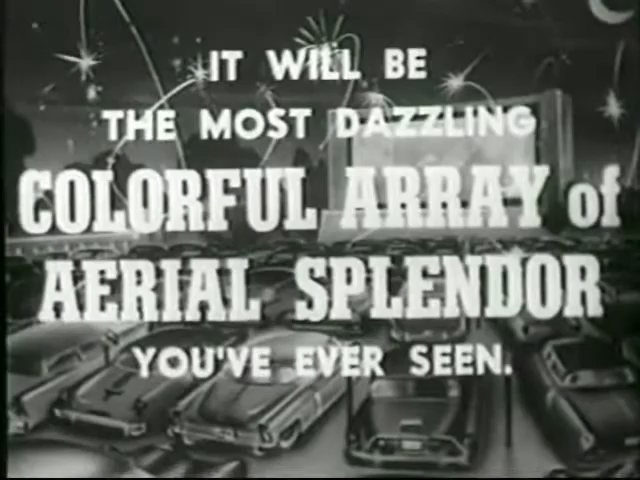 IT WILL BE
THE MOST DAZZLING
COLORFUL ARRAY of
AERIAL SPLENDOR
YOU'VE EVER SEEN.